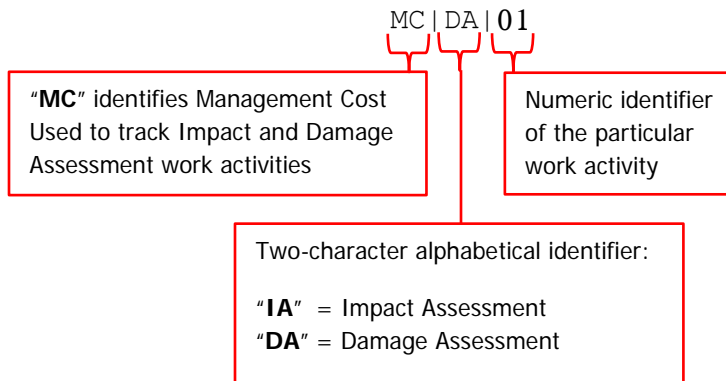 MC|DA|01
“MC” identifies Management Cost
Used to track Impact and Damage
Assessment work activities
Numeric identifier
of the particular
work activity
Two-character alphabetical identifier:
“IA” = Impact Assessment
“DA” = Damage Assessment